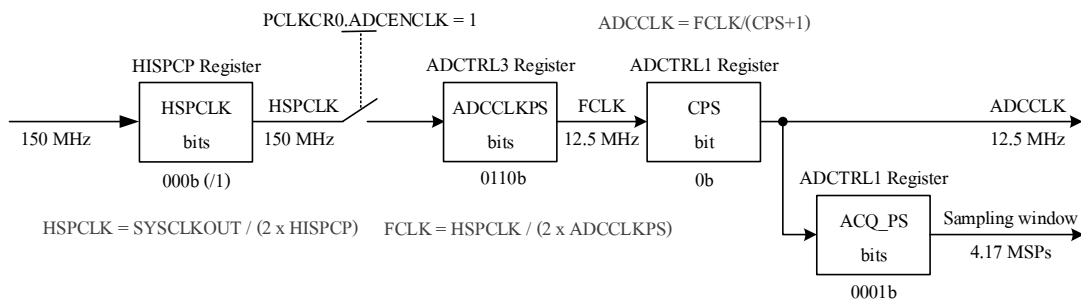 PCLKCR0.ADCENCLK = 1
ADCCLK = FCLK/(CPS+1)
HISPCP Register
ADCTRL3 Register
ADCTRL1 Register
HSPCLK
bits
HSPCLK
ADCCLKPS
bits
FCLK
CPS
bit
ADCCLK
150 MHz
150 MHz
12.5 MHz
12.5 MHz
000b (/1)
0110b
0b
ADCTRL1 Register
HSPCLK = SYSCLKOUT / (2 x HISPCP)
FCLK = HSPCLK / (2 x ADCCLKPS)
ACQ_PS
bits
Sampling window
4.17 MSPs
0001b